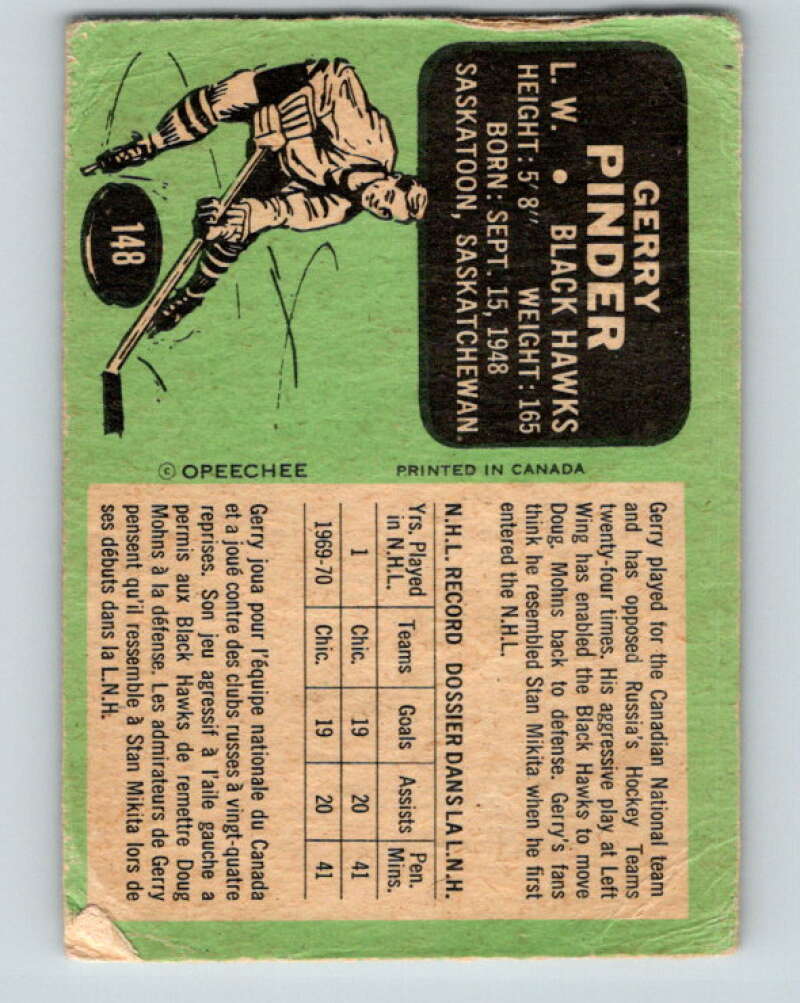 GERRY
PINDER
L. W. • BLACK HAWKS
HEIGHT: 5' 8" WEIGHT: 165
BORN: SEPT. 15, 1948
SASKATOON, SASKATCHEWAN.
148
© OPEECHEE PRINTED IN CANADA
Gerry played for the Canadian National team
and has opposed Russia's Hockey Teams
twenty-four times. His aggressive play at Left
Wing has enabled the Black Hawks to move
Doug. Mohns back to defense. Gerry's fans
think he resembled Stan Mikita when he first
entered the N.H.L.
N.H.L. RECORD DOSSIER DANS LA L.N.H.
Yrs. Played in N.H.L. Teams Goals Assists Pen. Mins.
1 Chic. 19 20 41
1969-70 Chic. 19 20 41
Gerry joua pour l'équipe nationale du Canada
et a joué contre des clubs russes à vingt-quatre
reprises. Son jeu agressif à l'aile gauche a
permis aux Black Hawks de remettre Doug
Mohns à la défense. Les admirateurs de Gerry
pensent qu'il ressemble à Stan Mikita lors de
ses débuts dans la L.N.H.